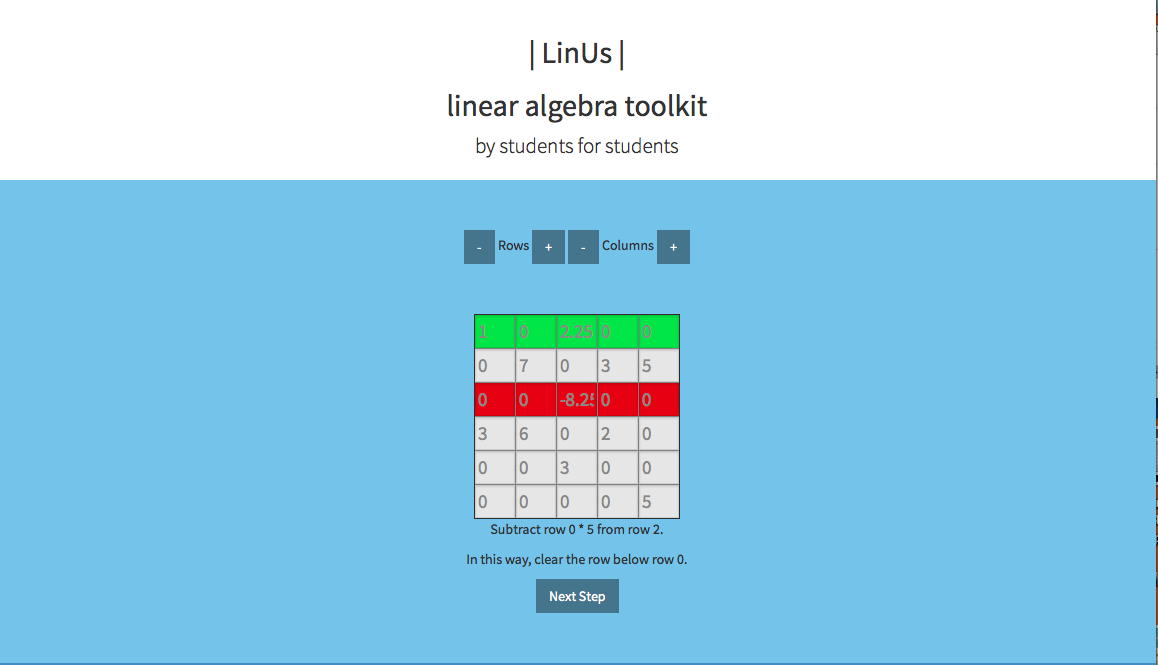 | LinUs |
linear algebra toolkit
by students for students
- Rows + - Columns +
1 0 2.25 0 0
0 7 0 3 5
0 0 -8.25 0 0
3 6 0 2 0
0 0 3 0 0
0 0 0 0 5
Subtract row 0 * 5 from row 2.
In this way, clear the row below row 0.
Next Step